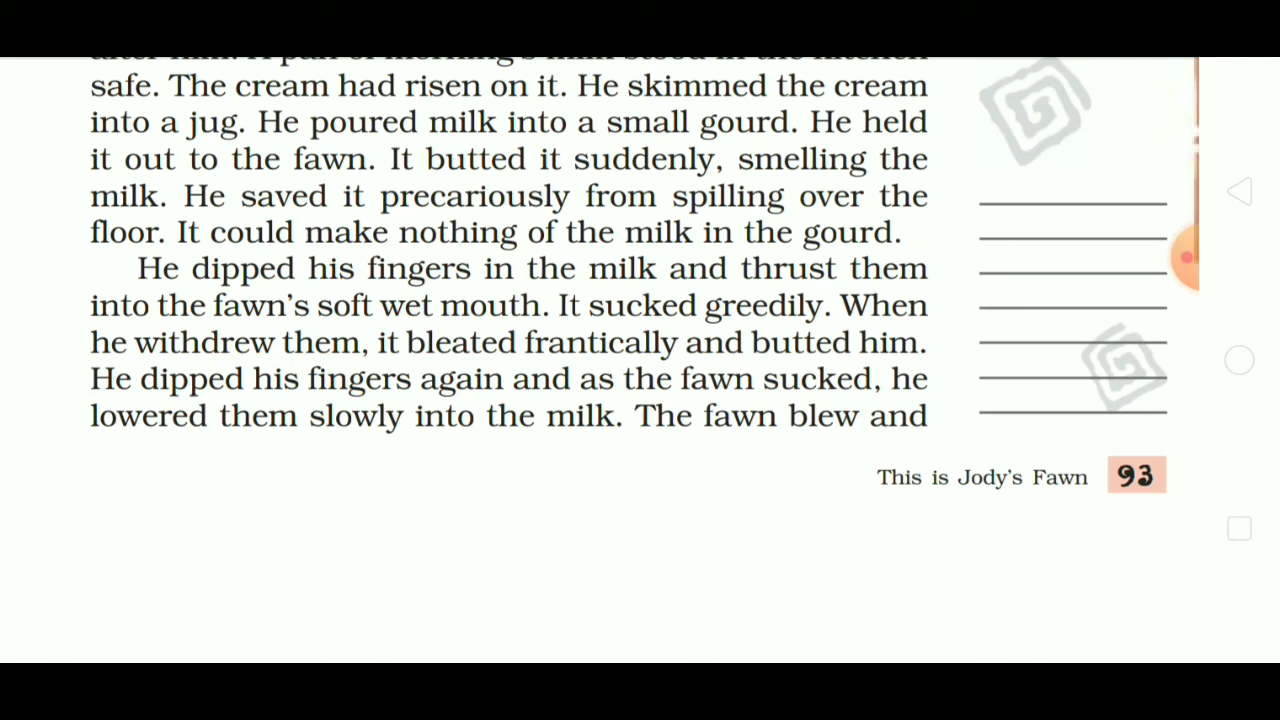 safe. The cream had risen on it. He skimmed the cream
into a jug. He poured milk into a small gourd. He held
it out to the fawn. It butted it suddenly, smelling the
milk. He saved it precariously from spilling over the
floor. It could make nothing of the milk in the gourd.
He dipped his fingers in the milk and thrust them
into the fawn's soft wet mouth. It sucked greedily. When
he withdrew them, it bleated frantically and butted him.
He dipped his fingers again and as the fawn sucked, he
lowered them slowly into the milk. The fawn blew and
This is Jody's Fawn 93